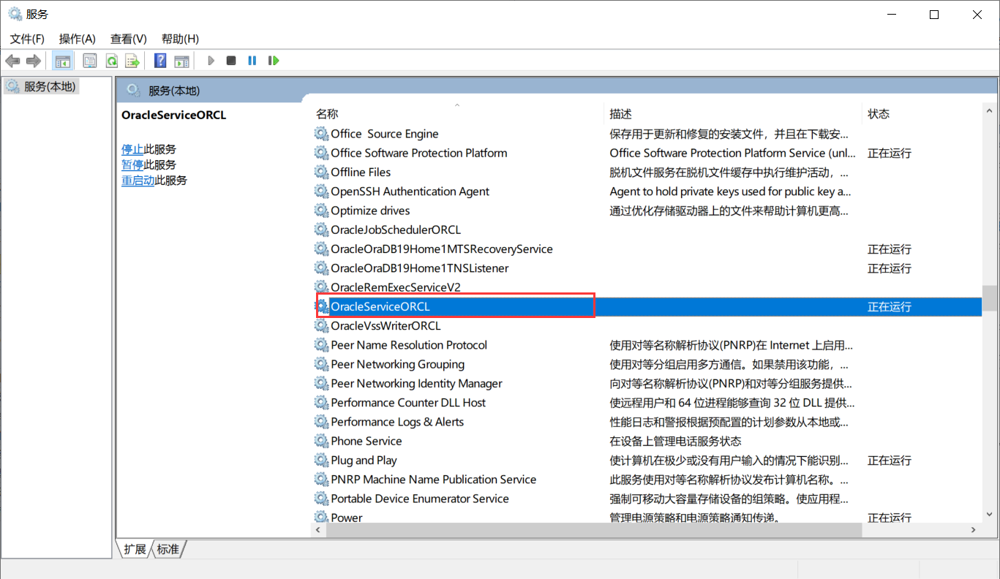 服务
文件(F) 操作(A) 查看(V) 帮助(H)
服务(本地)
服务(本地)
OracleServiceORCL
停止此服务
暂停此服务
重启动此服务
名称 描述 状态
Office  Source Engine 保存用于更新和修复的安装文件，并且在下载安...
Office Software Protection Platform Office Software Protection Platform Service (unl... 正在运行
Offline Files 脱机文件服务在脱机文件缓存中执行维护活动，...
OpenSSH Authentication Agent Agent to hold private keys used for public key a...
Optimize drives 通过优化存储驱动器上的文件来帮助计算机更高...
OracleJobSchedulerORCL
OracleOraDB19Home1MTSRecoveryService 正在运行
OracleOraDB19Home1TNSListener 正在运行
OracleRemExecServiceV2
OracleServiceORCL 正在运行
OracleVssWriterORCL
Peer Name Resolution Protocol 使用对等名称解析协议(PNRP)在 Internet 上启用...
Peer Networking Grouping 使用对等分组启用多方通信。如果禁用该功能，...
Peer Networking Identity Manager 向对等名称解析协议(PNRP)和对等分组服务提供...
Performance Counter DLL Host 使远程用户和 64 位进程能够查询 32 位 DLL 提供...
Performance Logs & Alerts 性能日志和警报根据预配置的计划参数从本地或...
Phone Service 在设备上管理电话服务状态
Plug and Play 使计算机在极少或没有用户输入的情况下能识别... 正在运行
PNRP Machine Name Publication Service 此服务使用对等名称解析协议发布计算机名称。...
Portable Device Enumerator Service 强制可移动大容量存储设备的组策略。使应用程...
Power 管理电源策略和电源策略通知传递。 正在运行
扩展 标准